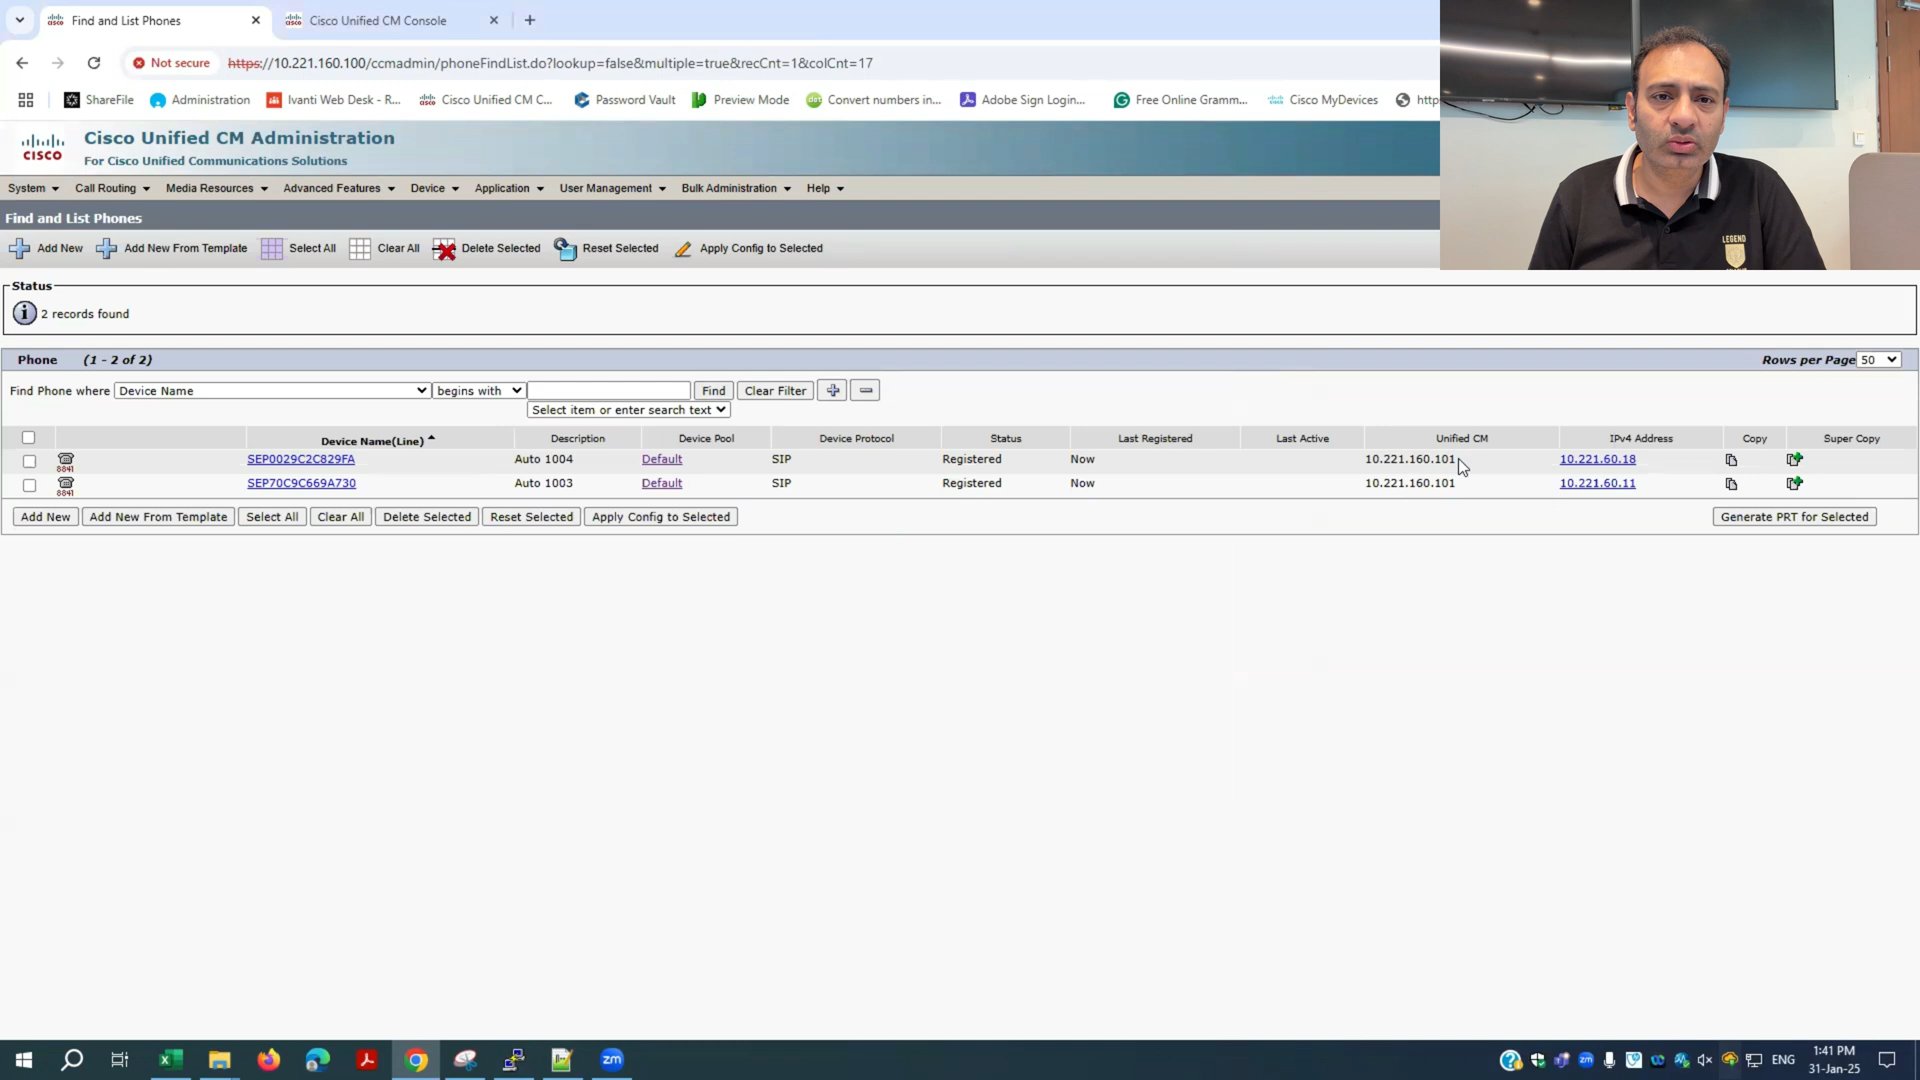 Find and List Phones
Cisco Unified CM Console
Not secure
https://10.221.160.100/ccmadmin/phoneFindList.do?lookup=false&multiple=true&recCnt=1&colCnt=17
ShareFile
Administration
Ivanti Web Desk - R...
Cisco Unified CM C...
Password Vault
Preview Mode
Convert numbers in...
Adobe Sign Login...
Free Online Gramm...
Cisco MyDevices
http
CISCO
Cisco Unified CM Administration
For Cisco Unified Communications Solutions
LEGEND
System Call Routing Media Resources Advanced Features Device Application User Management Bulk Administration Help
Find and List Phones
Add New Add New From Template Select All Clear All Delete Selected Reset Selected Apply Config to Selected
Status
2 records found
Phone (1 - 2 of 2)
Rows per Page 50
Find Phone where Device Name begins with Find Clear Filter
Select item or enter search text
Device Name(Line) Description Device Pool Device Protocol Status Last Registered Last Active Unified CM IPv4 Address Copy Super Copy
8841 SEP0029C2C829FA Auto 1004 Default SIP Registered Now 10.221.160.101 10.221.60.18
8841 SEP70C9C669A730 Auto 1003 Default SIP Registered Now 10.221.160.101 10.221.60.11
Add New Add New From Template Select All Clear All Delete Selected Reset Selected Apply Config to Selected Generate PRT for Selected
zm
ENG
1:41 PM
31-Jan-25